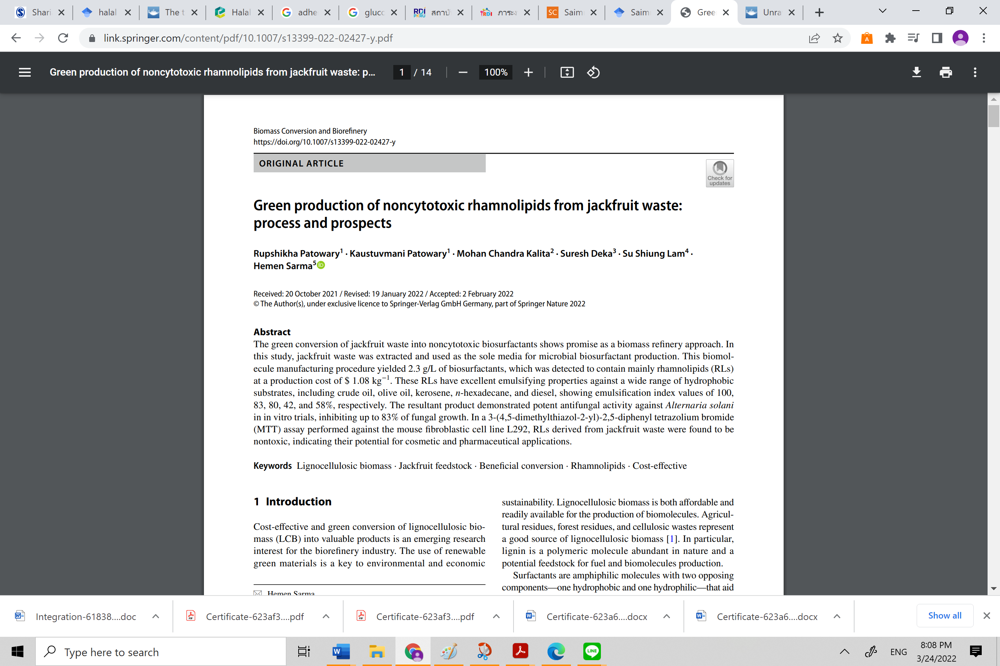 Shari
halal
The t
Halal
adhe
glucc
สถาบั
ภาระง
Saim
Saim
Gree
Unra
link.springer.com/content/pdf/10.1007/s13399-022-02427-y.pdf
Green production of noncytotoxic rhamnolipids from jackfruit waste: p...
1 / 14
100%
Biomass Conversion and Biorefinery
https://doi.org/10.1007/s13399-022-02427-y
ORIGINAL ARTICLE
Check for
updates
Green production of noncytotoxic rhamnolipids from jackfruit waste:
process and prospects
Rupshikha Patowary¹ · Kaustuvmani Patowary¹ · Mohan Chandra Kalita² · Suresh Deka³ · Su Shiung Lam⁴ ·
Hemen Sarma⁵
Received: 20 October 2021 / Revised: 19 January 2022 / Accepted: 2 February 2022
© The Author(s), under exclusive licence to Springer-Verlag GmbH Germany, part of Springer Nature 2022
Abstract
The green conversion of jackfruit waste into noncytotoxic biosurfactants shows promise as a biomass refinery approach. In
this study, jackfruit waste was extracted and used as the sole media for microbial biosurfactant production. This biomol-
ecule manufacturing procedure yielded 2.3 g/L of biosurfactants, which was detected to contain mainly rhamnolipids (RLs)
at a production cost of $ 1.08 kg⁻¹. These RLs have excellent emulsifying properties against a wide range of hydrophobic
substrates, including crude oil, olive oil, kerosene, n-hexadecane, and diesel, showing emulsification index values of 100,
83, 80, 42, and 58%, respectively. The resultant product demonstrated potent antifungal activity against Alternaria solani
in in vitro trials, inhibiting up to 83% of fungal growth. In a 3-(4,5-dimethylthiazol-2-yl)-2,5-diphenyl tetrazolium bromide
(MTT) assay performed against the mouse fibroblastic cell line L292, RLs derived from jackfruit waste were found to be
nontoxic, indicating their potential for cosmetic and pharmaceutical applications.
Keywords Lignocellulosic biomass · Jackfruit feedstock · Beneficial conversion · Rhamnolipids · Cost-effective
1 Introduction
Cost-effective and green conversion of lignocellulosic bio-
mass (LCB) into valuable products is an emerging research
interest for the biorefinery industry. The use of renewable
green materials is a key to environmental and economic
Hemen Sarma
sustainability. Lignocellulosic biomass is both affordable and
readily available for the production of biomolecules. Agricul-
tural residues, forest residues, and cellulosic wastes represent
a good source of lignocellulosic biomass [1]. In particular,
lignin is a polymeric molecule abundant in nature and a
potential feedstock for fuel and biomolecules production.
Surfactants are amphiphilic molecules with two opposing
components—one hydrophobic and one hydrophilic—that aid
Integration-61838....doc
Certificate-623af3....pdf
Certificate-623af3....pdf
Certificate-623a6....docx
Certificate-623a6....docx
Show all
Type here to search
LINE
ENG
8:08 PM
3/24/2022